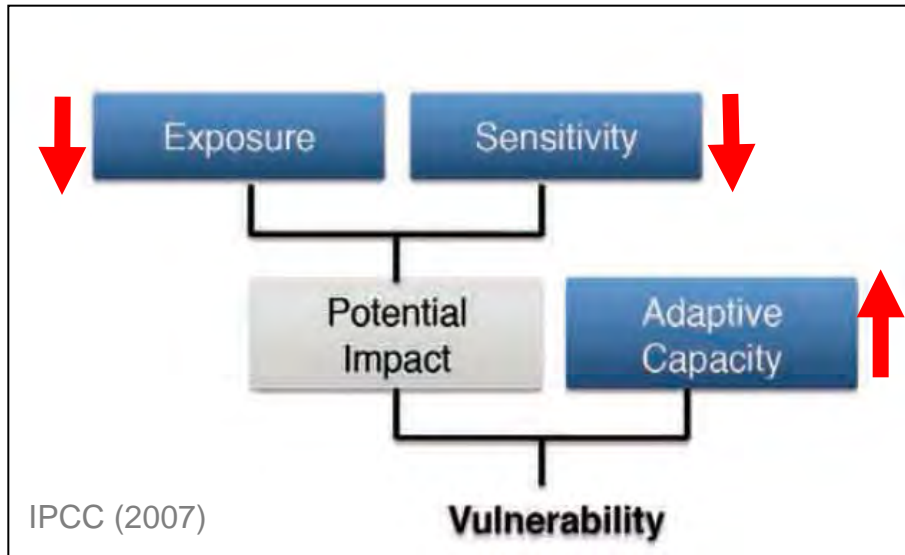 Exposure
Sensitivity
Potential
Impact
Adaptive
Capacity
IPCC (2007)
Vulnerability